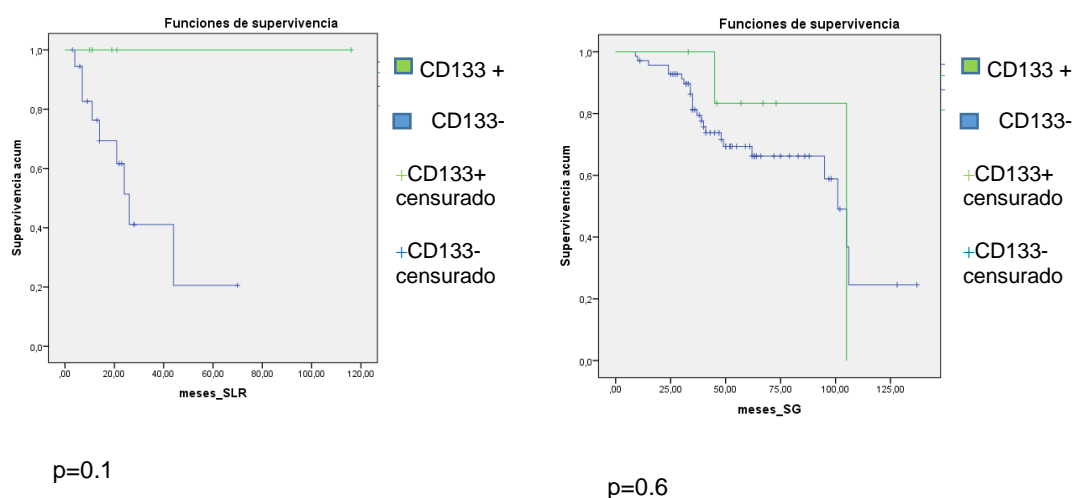 Funciones de supervivencia
Supervivencia acum
1,0
0,8
0,6
0,4
0,2
0,0
,00 20,00 40,00 60,00 80,00 100,00 120,00
meses_SLR
CD133 +
CD133-
CD133+
censurado
CD133-
censurado
p=0.1
Funciones de supervivencia
Supervivencia acum
1,0
0,8
0,6
0,4
0,2
0,0
,00 25,00 50,00 75,00 100,00 125,00
meses_SG
CD133 +
CD133-
CD133+
censurado
CD133-
censurado
p=0.6